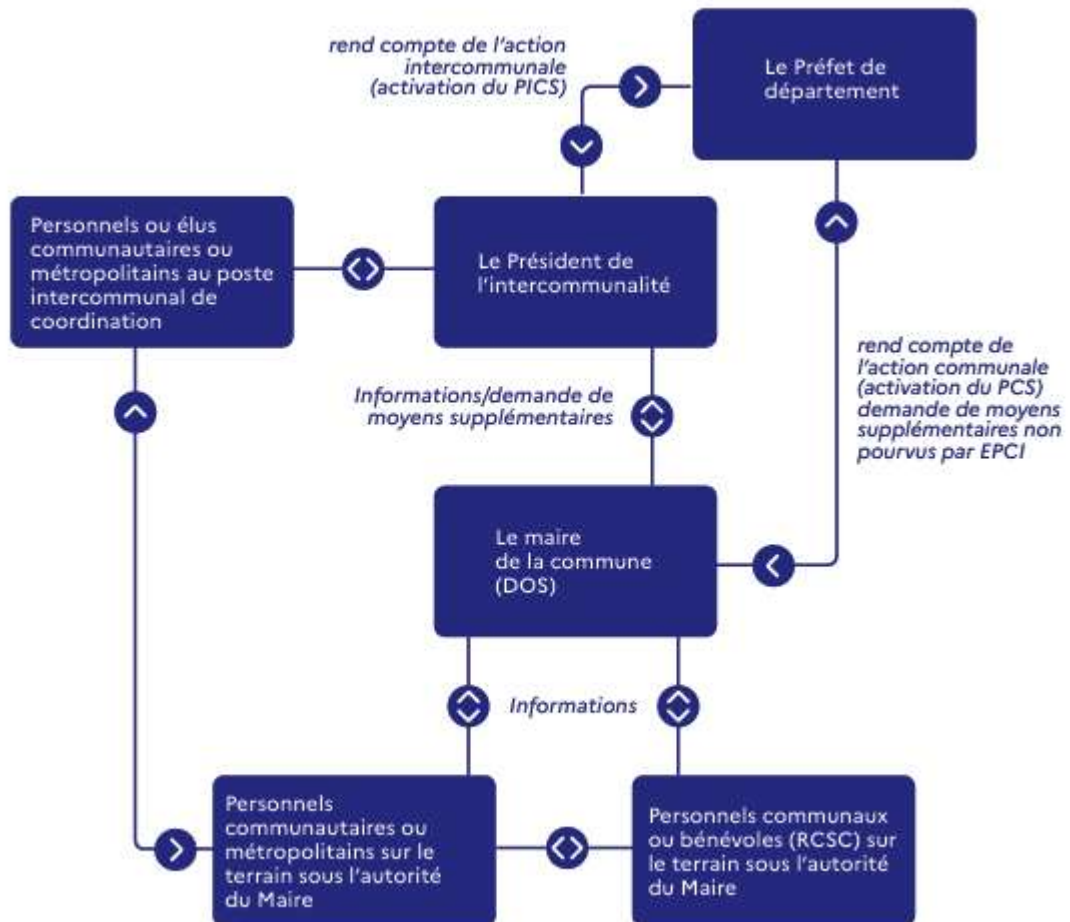 rend compte de l'action
intercommunale
(activation du PICS)
Le Préfet de
département
Personnels ou élus
communautaires ou
métropolitains au poste
intercommunal de
coordination
Le Président de
l'intercommunalité
Informations/demande de
moyens supplémentaires
rend compte de
l'action communale
(activation du PCS)
demande de moyens
supplémentaires non
pourvus par EPCI
Le maire
de la commune
(DOS)
Informations
Personnels
communautaires ou
métropolitains sur le
terrain sous l'autorité
du Maire
Personnels communaux
ou bénévoles (RCSC) sur
le terrain sous l'autorité
du Maire